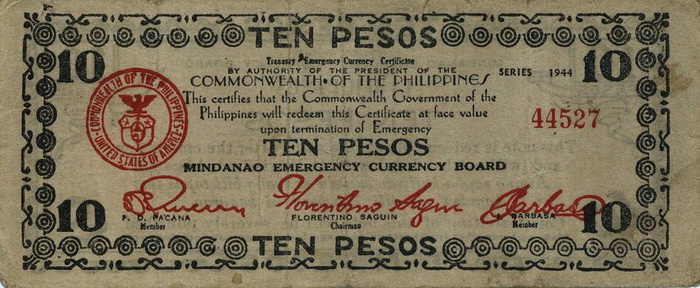 TEN PESOS
Treasury Emergency Currency Certificate
BY AUTHORITY OF THE PRESIDENT OF THE
COMMONWEALTH OF THE PHILIPPINES
SERIES 1944
10
10
This certifies that the Commonwealth Government of the
Philippines will redeem this Certificate at face value
upon termination of Emergency
44527
COMMONWEALTH OF THE PHILIPPINES
UNITED STATES OF AMERICA
TEN PESOS
MINDANAO EMERGENCY CURRENCY BOARD
Florentino Saguin
P. D. PACANA
Member
FLORENTINO SAGUIN
Chairman
BARBASA
Member
10
10
TEN PESOS